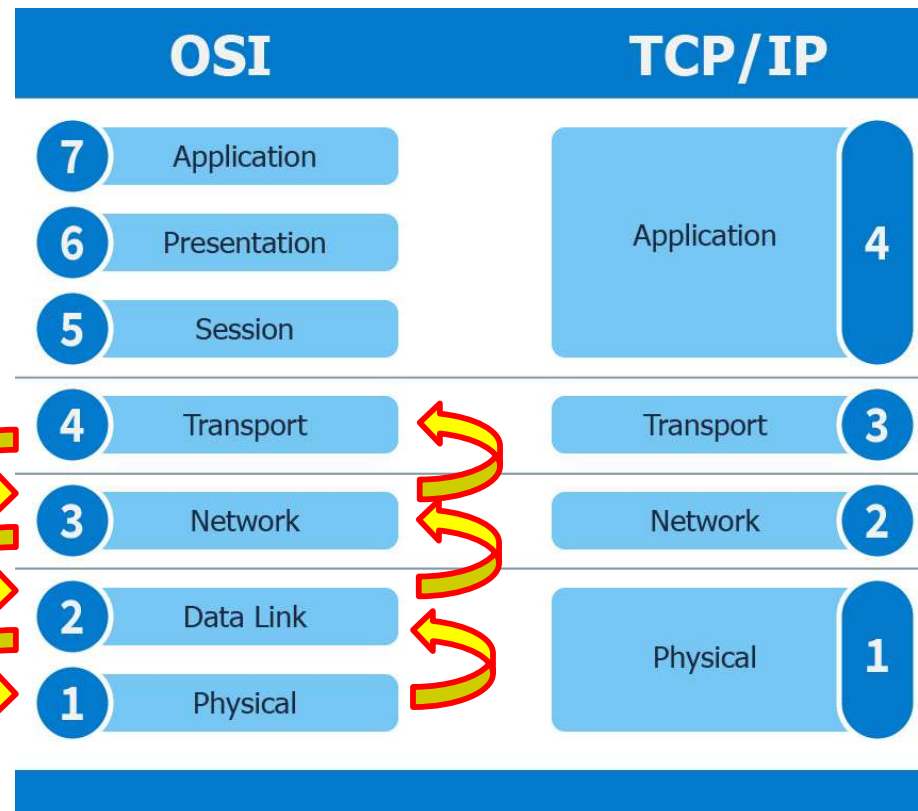 OSI TCP/IP
7 Application
6 Presentation
5 Session
Application 4
4 Transport
Transport 3
3 Network
Network 2
2 Data Link
1 Physical
Physical 1